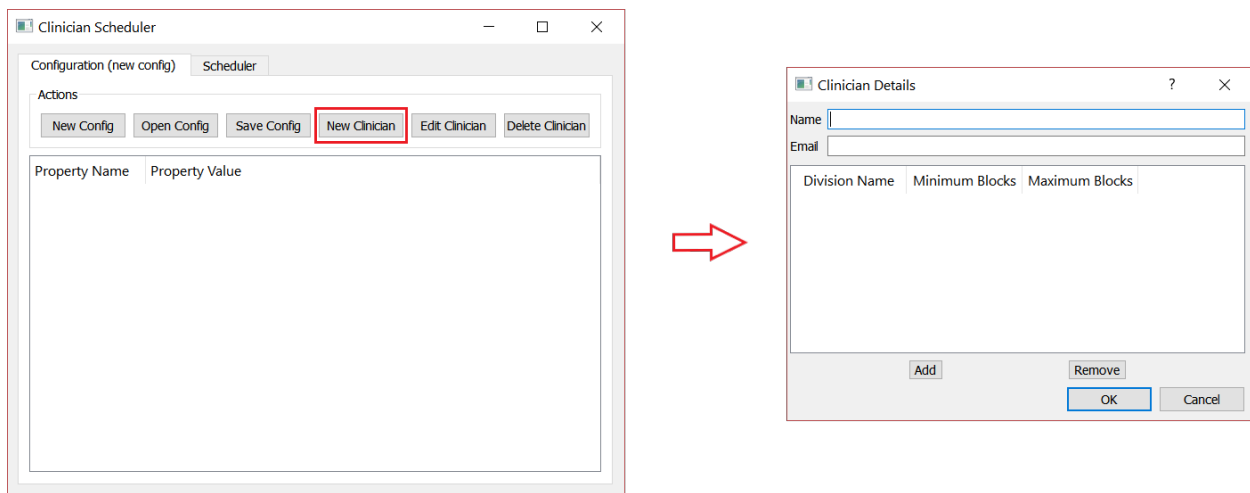 Clinician Scheduler
Configuration (new config) Scheduler
Actions
New Config Open Config Save Config New Clinician Edit Clinician Delete Clinician
Property Name Property Value
Clinician Details ?
Name
Email
Division Name Minimum Blocks Maximum Blocks
Add Remove
OK Cancel